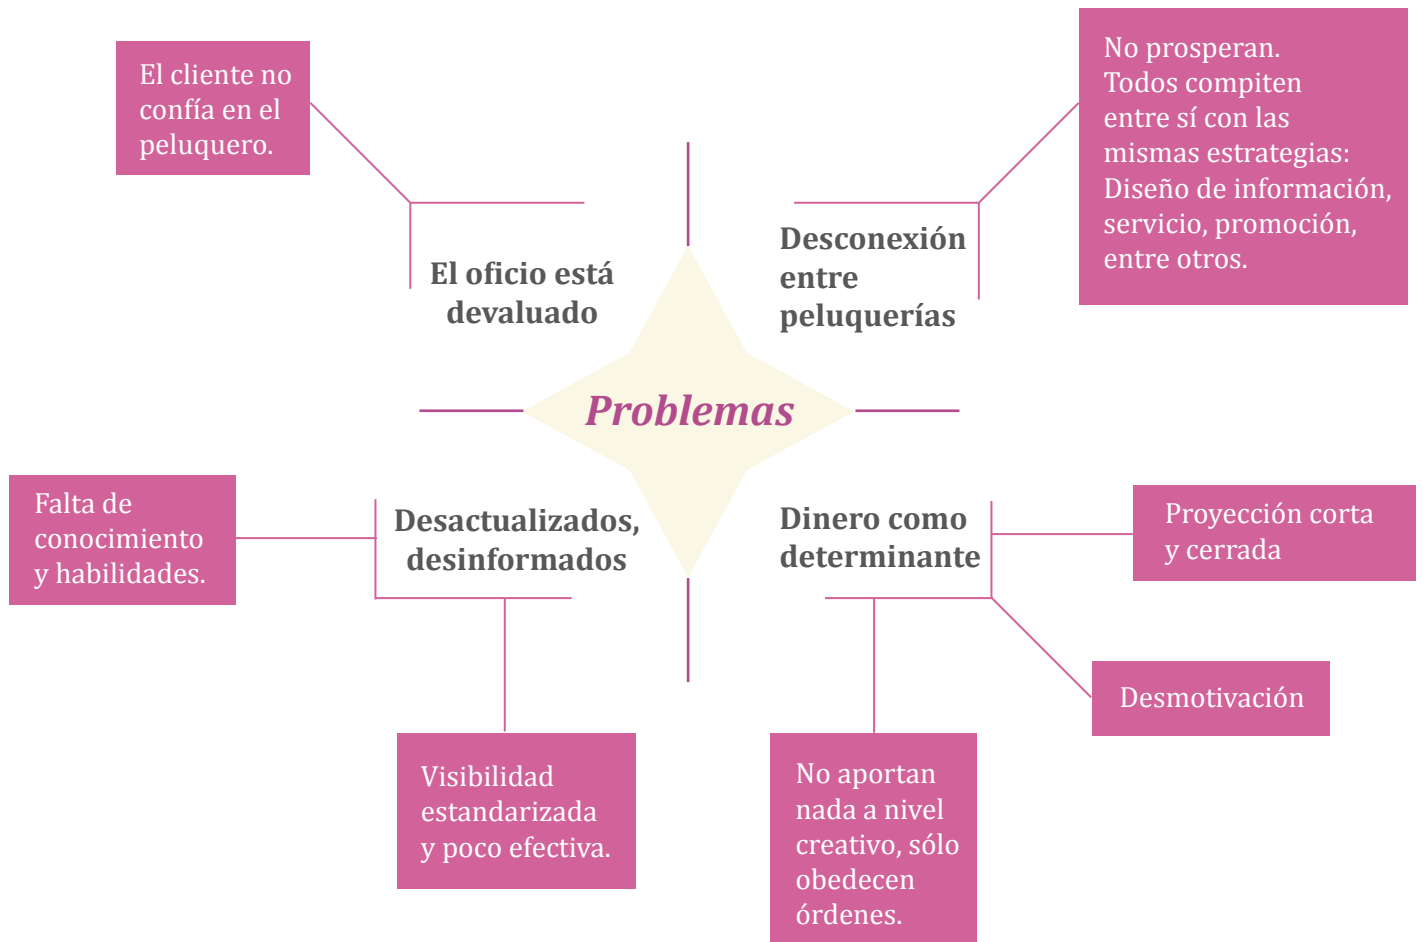 El cliente no
confía en el
peluquero.
El oficio está
devaluado
No prosperan.
Todos compiten
entre sí con las
mismas estrategias:
Diseño de información,
servicio, promoción,
entre otros.
Desconexión
entre
peluquerías
Problemas
Falta de
conocimiento
y habilidades.
Desactualizados,
desinformados
Visibilidad
estandarizada
y poco efectiva.
Dinero como
determinante
Proyección corta
y cerrada
Desmotivación
No aportan
nada a nivel
creativo, sólo
obedecen
órdenes.